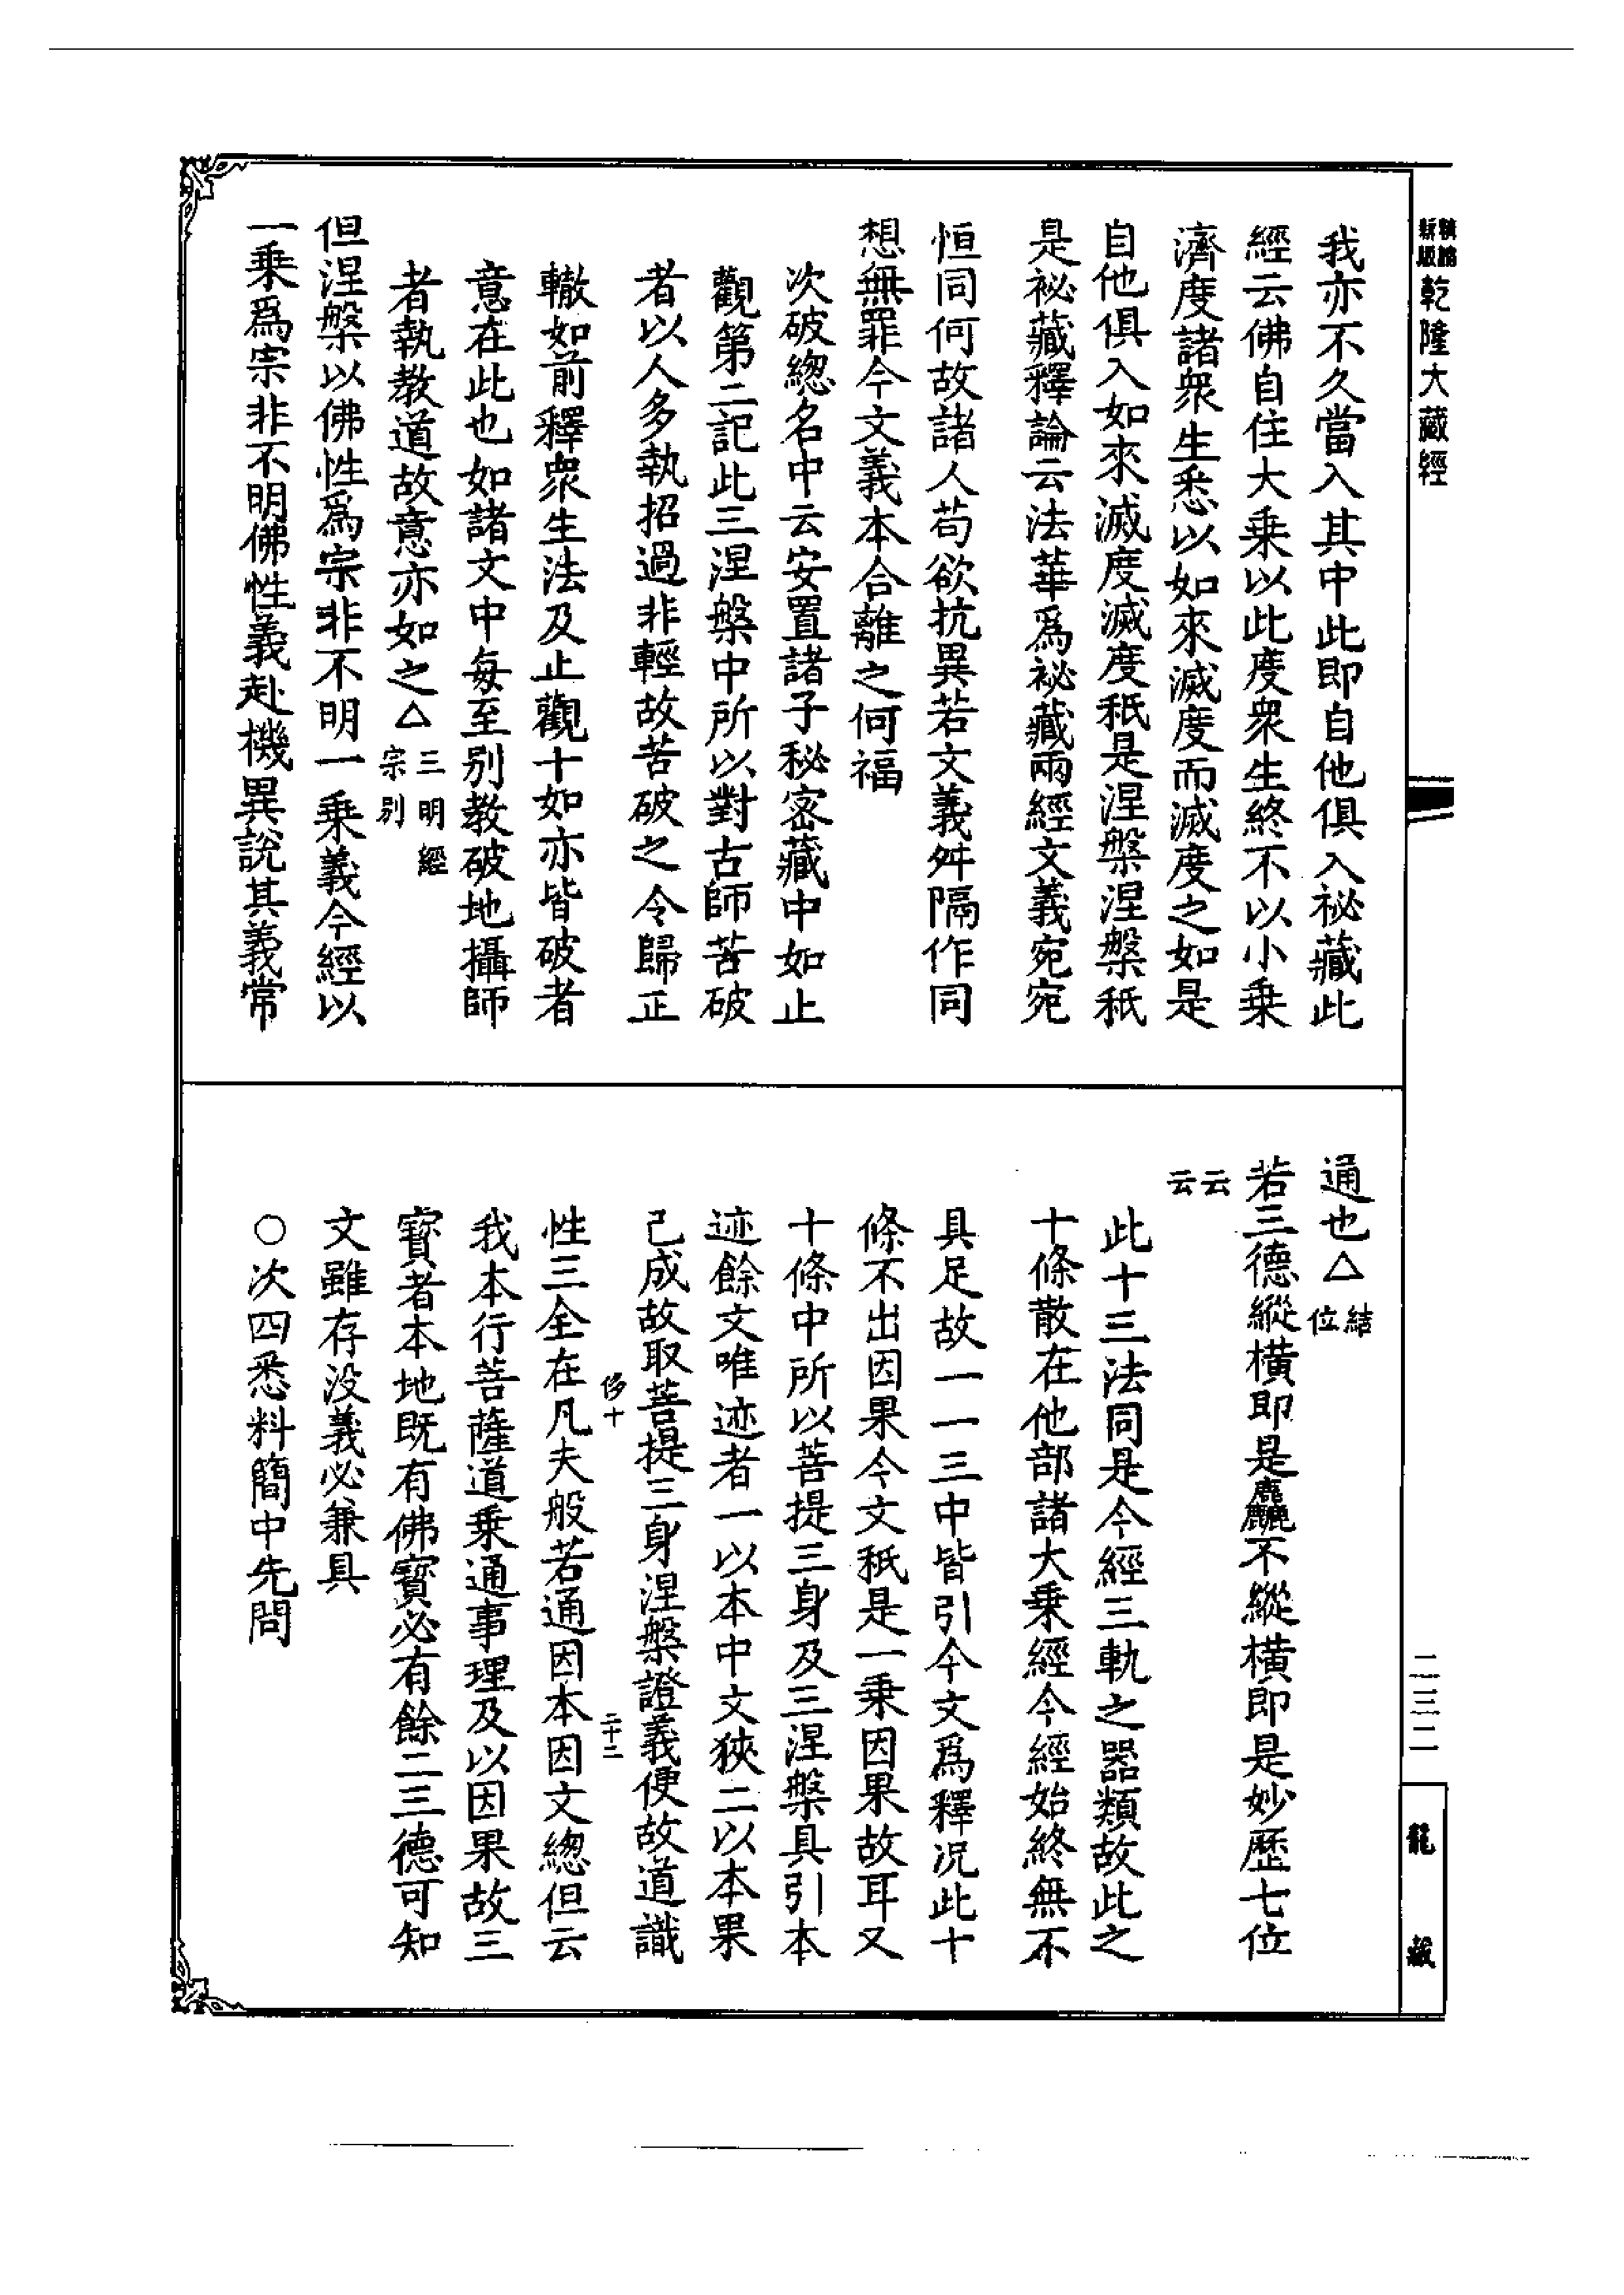 新版
乾隆大藏經
我亦不久當入其中此即自他俱入祕藏此
經云佛自住大乗以此度衆生終不以小乗
濟度諸衆生悉以如來滅度而滅度之如是
自他俱入如來滅度滅度秖是涅槃涅槃秖
是祕藏釋論云法華爲祕藏兩經文義宛宛
恒同何故諸人茍欲抗異若文義舛隔作同
想無罪今文義本合離之何福
次破緫名中云安置諸子秘密藏中如止
觀第二記此三涅槃中所以對古師苦破
者以人多執招過非輕故苦破之令歸正
轍如前釋衆生法及止觀十如亦皆破者
意在此也如諸文中每至别教破地攝師
者執教道故意亦如之△三明經宗别
但涅槃以佛性爲宗非不明一乗義今經以
一乗爲宗非不明佛性義赴機異說其義常
通也△結位
若三德縱橫即是麤不縱橫即是妙歷七位
云云
此十三法同是今經三軌之器類故此之
十條散在他部諸大乗經今經始終無不
具足故一一三中皆引今文爲釋况此十
條不出因果今文秖是一乗因果故耳又
十條中所以菩提三身及三涅槃具引本
迹餘文唯迹者一以本中文狹二以本果
已成故取菩提三身涅槃證義便故道識
性三全在凡夫般若通因本因文緫但云
我本行菩薩道乗通事理及以因果故三
寳者本地既有佛寳必有餘二三德可知
文雖存没義必兼具
○次四悉料簡中先問
侈十
二十二
二三二
龍藏